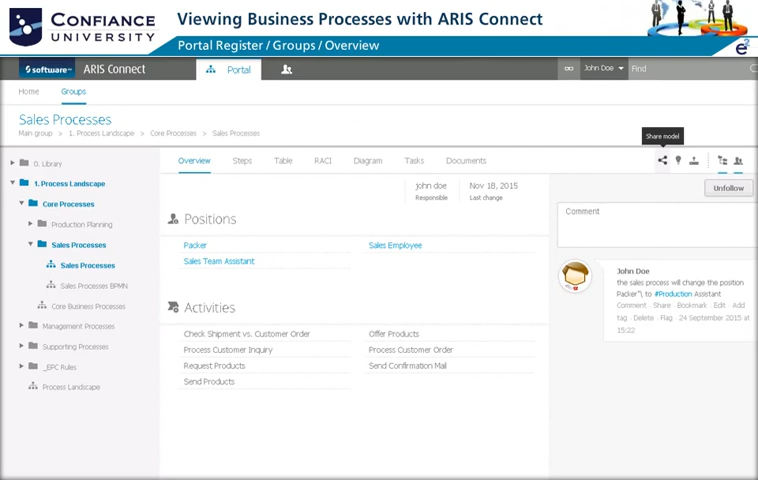 CONFIANCE
UNIVERSITY
Viewing Business Processes with ARIS Connect
Portal Register / Groups / Overview
e2
software AG
ARIS Connect
Portal
John Doe
Find
Home
Groups
Sales Processes
Main group > 1. Process Landscape > Core Processes > Sales Processes
Share model
0. Library
1. Process Landscape
Core Processes
Production Planning
Sales Processes
Sales Processes
Sales Processes BPMN
Core Business Processes
Management Processes
Supporting Processes
_EPC Rules
Process Landscape
Overview
Steps
Table
RACI
Diagram
Tasks
Documents
john doe
Responsible
Nov 18, 2015
Last change
Positions
Packer
Sales Employee
Sales Team Assistant
Activities
Check Shipment vs. Customer Order
Offer Products
Process Customer Inquiry
Process Customer Order
Request Products
Send Confirmation Mail
Send Products
Unfollow
Comment
John Doe
the sales process will change the position
Packer"\ to #Production Assistant
Comment · Share · Bookmark · Edit · Add
tag · Delete · Flag · 24 September 2015 at
15:22